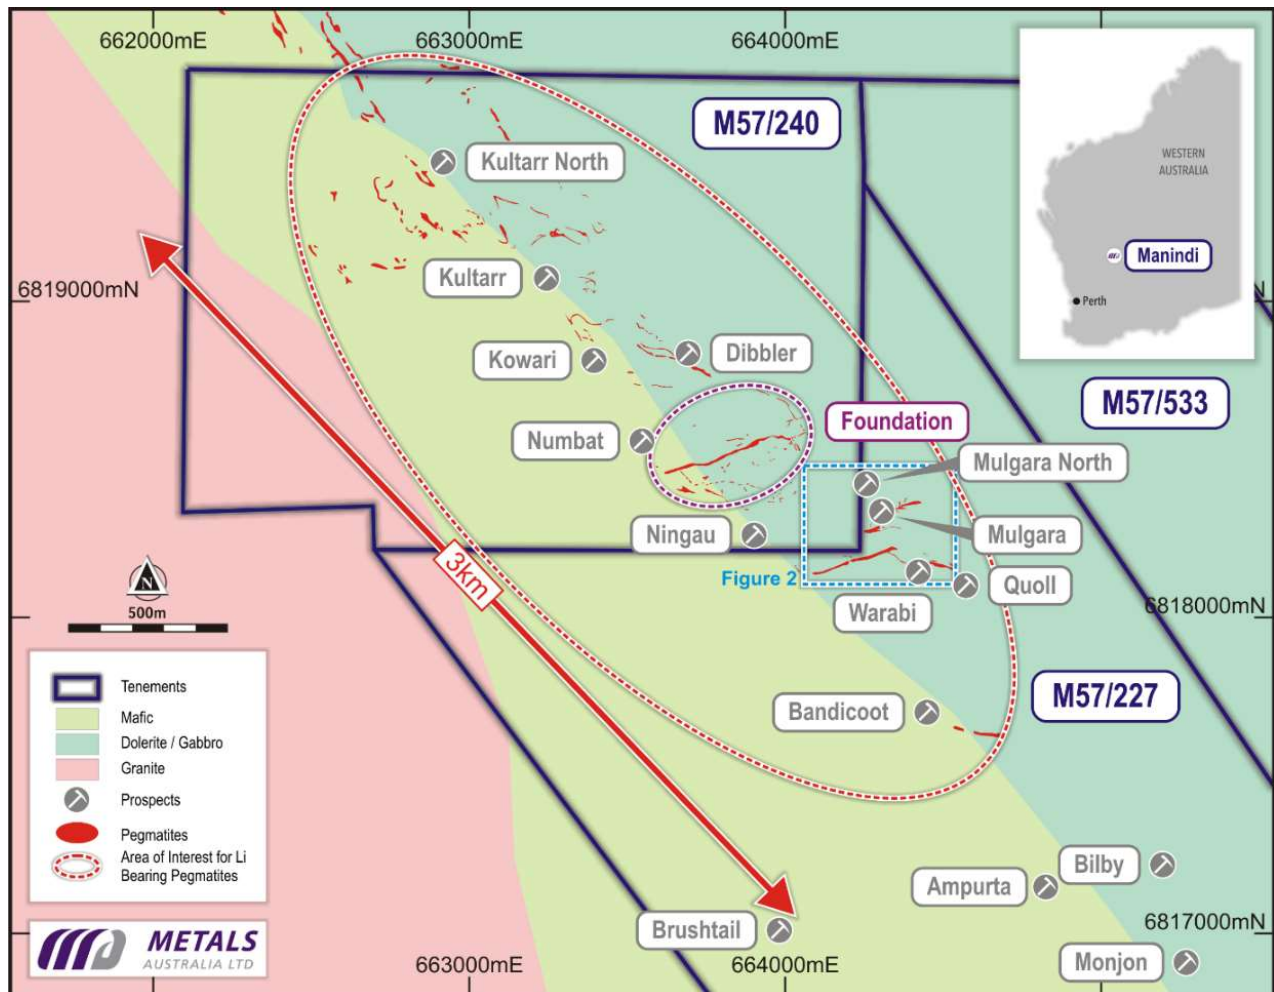 662000mE
663000mE
664000mE
M57/240
Kultarr North
WESTERN
AUSTRALIA
Manindi
Perth
Kultarr
6819000mN
N
Kowari
Dibbler
M57/533
Numbat
Foundation
Mulgara North
Ningau
Mulgara
Figure 2
Quoll
3km
Warabi
6818000mN
N
500m
M57/227
Tenements
Mafic
Dolerite / Gabbro
Granite
Prospects
Pegmatites
Area of Interest for Li
Bearing Pegmatites
Bandicoot
Bilby
Ampurta
Brushtail
6817000mN
METALS
AUSTRALIA LTD
663000mE
664000mE
Monjon